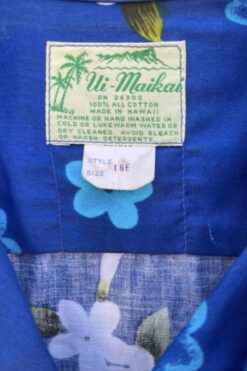 Ui-Maikai
RN 36200
100% ALL COTTON
MADE IN HAWAII
MACHINE OR HAND WASHED IN
COLD OR LUKEWARM WATER OR
DRY CLEANED. AVOID BLEACH
OR HARSH DETERGENTS.
STYLE
SIZE 16E